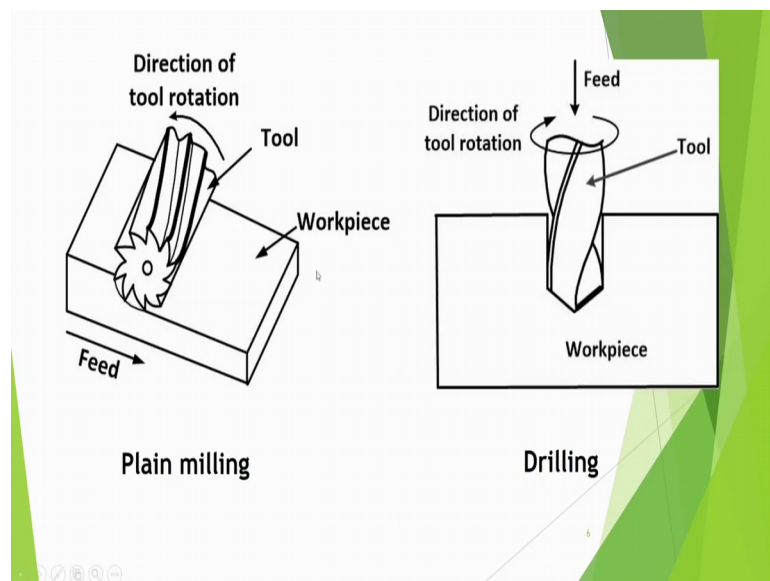 Direction of
tool rotation
Tool
Workpiece
Feed
Plain milling
Feed
Direction of
tool rotation
Tool
Workpiece
Drilling
6